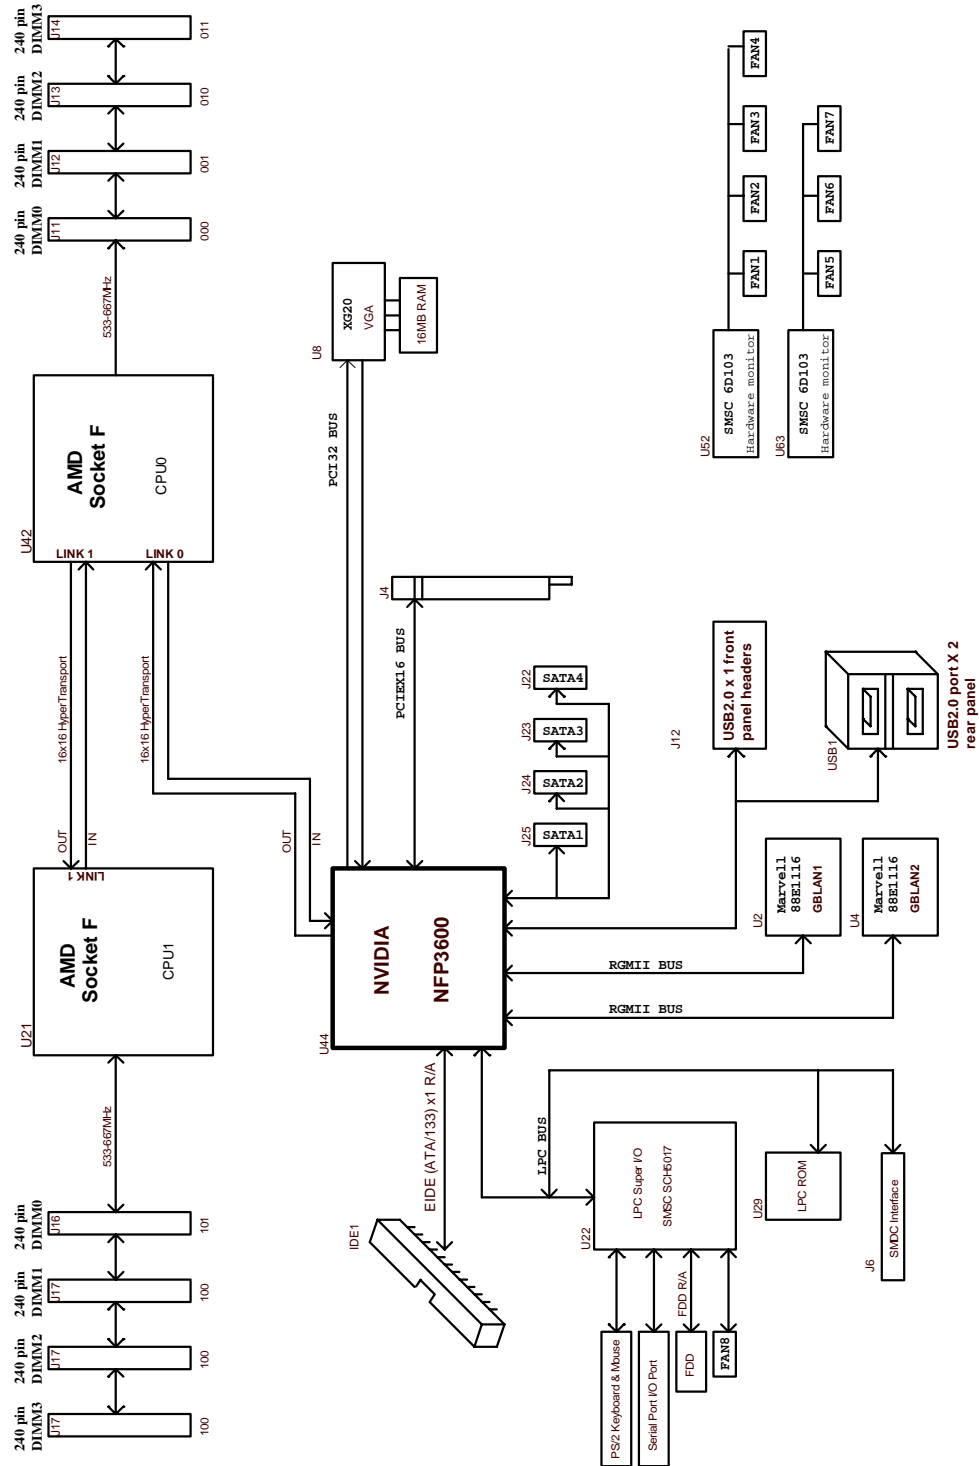 240 pin
DIMM3
J14
011
240 pin
DIMM2
J13
010
240 pin
DIMM1
J12
001
240 pin
DIMM0
J11
000
533-667MHz
AMD
Socket F
CPU0
U42
LINK 1
LINK 0
16x16 HyperTransport
16x16 HyperTransport
OUT
IN
OUT
IN
LINK 1
AMD
Socket F
CPU1
U21
533-667MHz
240 pin
DIMM0
J16
101
240 pin
DIMM1
J17
100
240 pin
DIMM2
J17
100
240 pin
DIMM3
J17
100
XG20
VGA
U8
16MB RAM
PCI32 BUS
J4
PCIEX16 BUS
NVIDIA
NFP3600
U44
J22
SATA4
J23
SATA3
J24
SATA2
J25
SATA1
J12
USB2.0 x 1 front
panel headers
USB1
USB2.0 port X 2
rear panel
U2
Marvell
88E1116
GBLAN1
U4
Marvell
88E1116
GBLAN2
RGMII BUS
RGMII BUS
EIDE (ATA/133) x1 R/A
IDE1
LPC BUS
LPC Super I/O
SMSC SCH5017
U22
LPC ROM
U29
SMDC Interface
J6
PS/2 Keyboard & Mouse
Serial Port I/O Port
FDD
FDD R/A
FAN8
FAN4
FAN3
FAN2
FAN1
SMSC 6D103
Hardware monitor
U52
FAN7
FAN6
FAN5
SMSC 6D103
Hardware monitor
U63